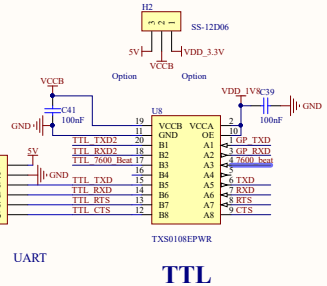 H2
SS-12D06
3 2 1
5V VDD_3.3V
VCCB
Option Option
VCCB
C41
100nF
GND
VDD_1V8
C39
100nF
GND
U8
19 VCCB VCCA 2
11 GND OE 10
TTL_TXD2 20 B1 A1 1 GP_TXD
TTL_RXD2 18 B2 A2 3 GP_RXD
TTL_7600_Beat 17 B3 A3 4 7600_beat
16 B4 A4 5
TTL_TXD 15 B5 A5 6 TXD
TTL_RXD 14 B6 A6 7 RXD
TTL_RTS 13 B7 A7 8 RTS
TTL_CTS 12 B8 A8 9 CTS
TXS0108EPWR
5V
GND
UART
TTL